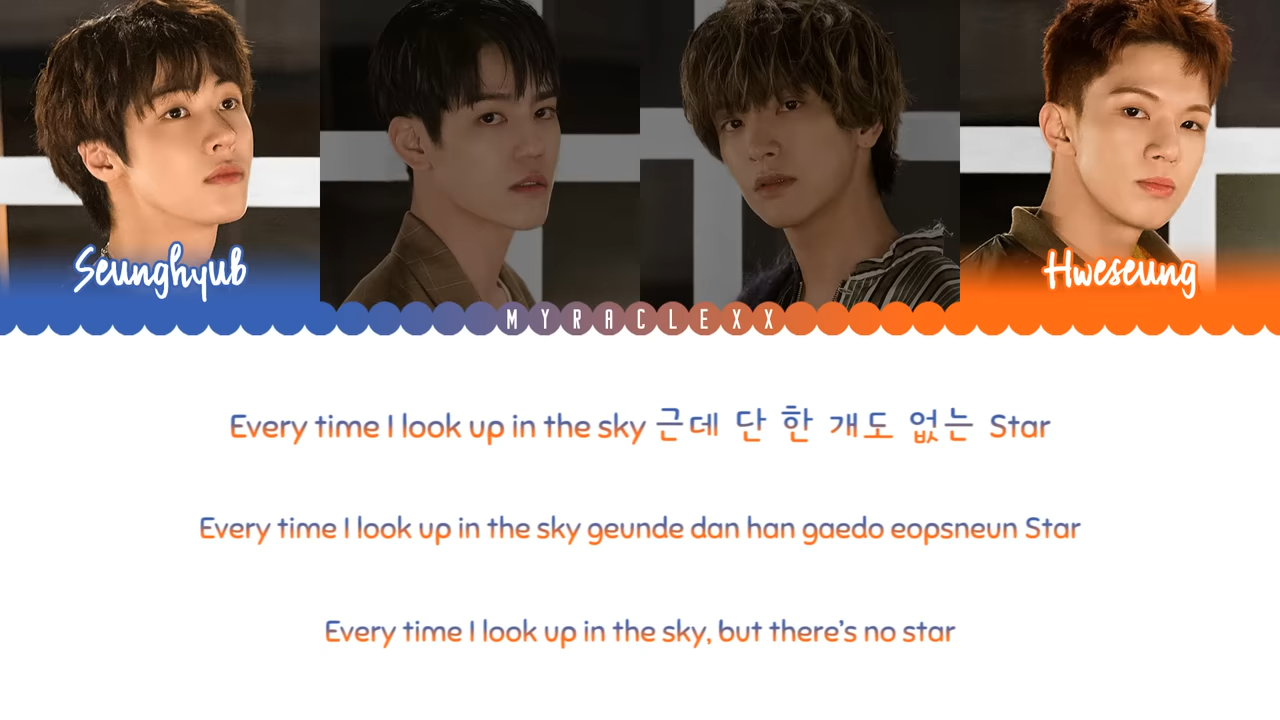 Seunghyub
Hweseung
MYRACLEXX
Every time I look up in the sky 근데 단 한 개도 없는 Star
Every time I look up in the sky geunde dan han gaedo eopsneun Star
Every time I look up in the sky, but there's no star